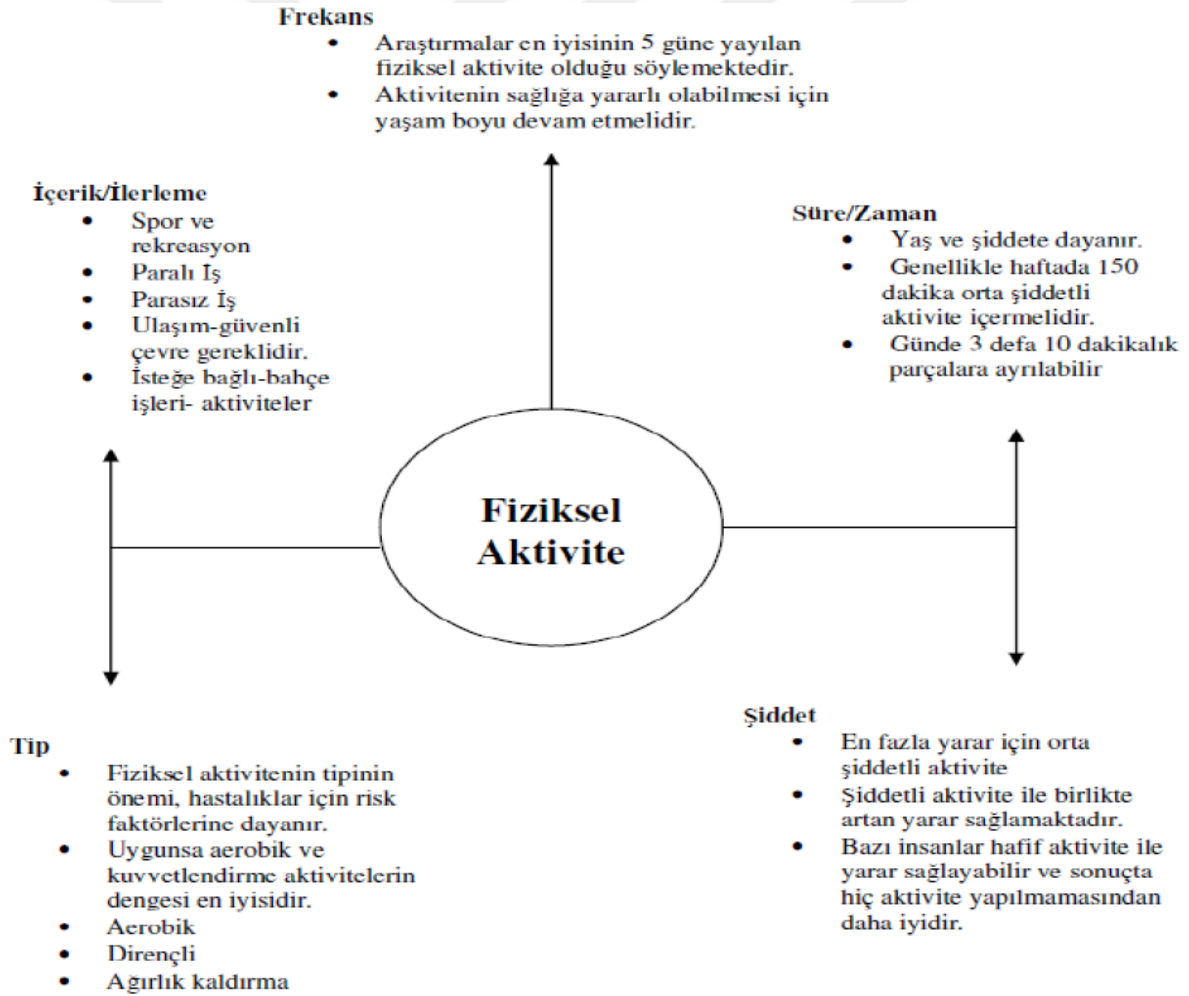 Frekans
• Araştırmalar en iyisinin 5 güne yayılan
fiziksel aktivite olduğu söylemektedir.
• Aktivitenin sağlığa yararlı olabilmesi için
yaşam boyu devam etmelidir.
İçerik/İlerleme
• Spor ve
rekreasyon
• Paralı İş
• Parasız İş
• Ulaşım-güvenli
çevre gereklidir.
• İsteğe bağlı-bahçe
işleri- aktiviteler
Süre/Zaman
• Yaş ve şiddete dayanır.
• Genellikle haftada 150
dakika orta şiddetli
aktivite içermelidir.
• Günde 3 defa 10 dakikalık
parçalara ayrılabilir
Fiziksel
Aktivite
Tip
• Fiziksel aktivitenin tipinin
önemi, hastalıklar için risk
faktörlerine dayanır.
• Uygunsa aerobik ve
kuvvetlendirme aktivitelerin
dengesi en iyisidir.
• Aerobik
• Dirençli
• Ağırlık kaldırma
Şiddet
• En fazla yarar için orta
şiddetli aktivite
• Şiddetli aktivite ile birlikte
artan yarar sağlamaktadır.
• Bazı insanlar hafif aktivite ile
yarar sağlayabilir ve sonuçta
hiç aktivite yapılmamasından
daha iyidir.